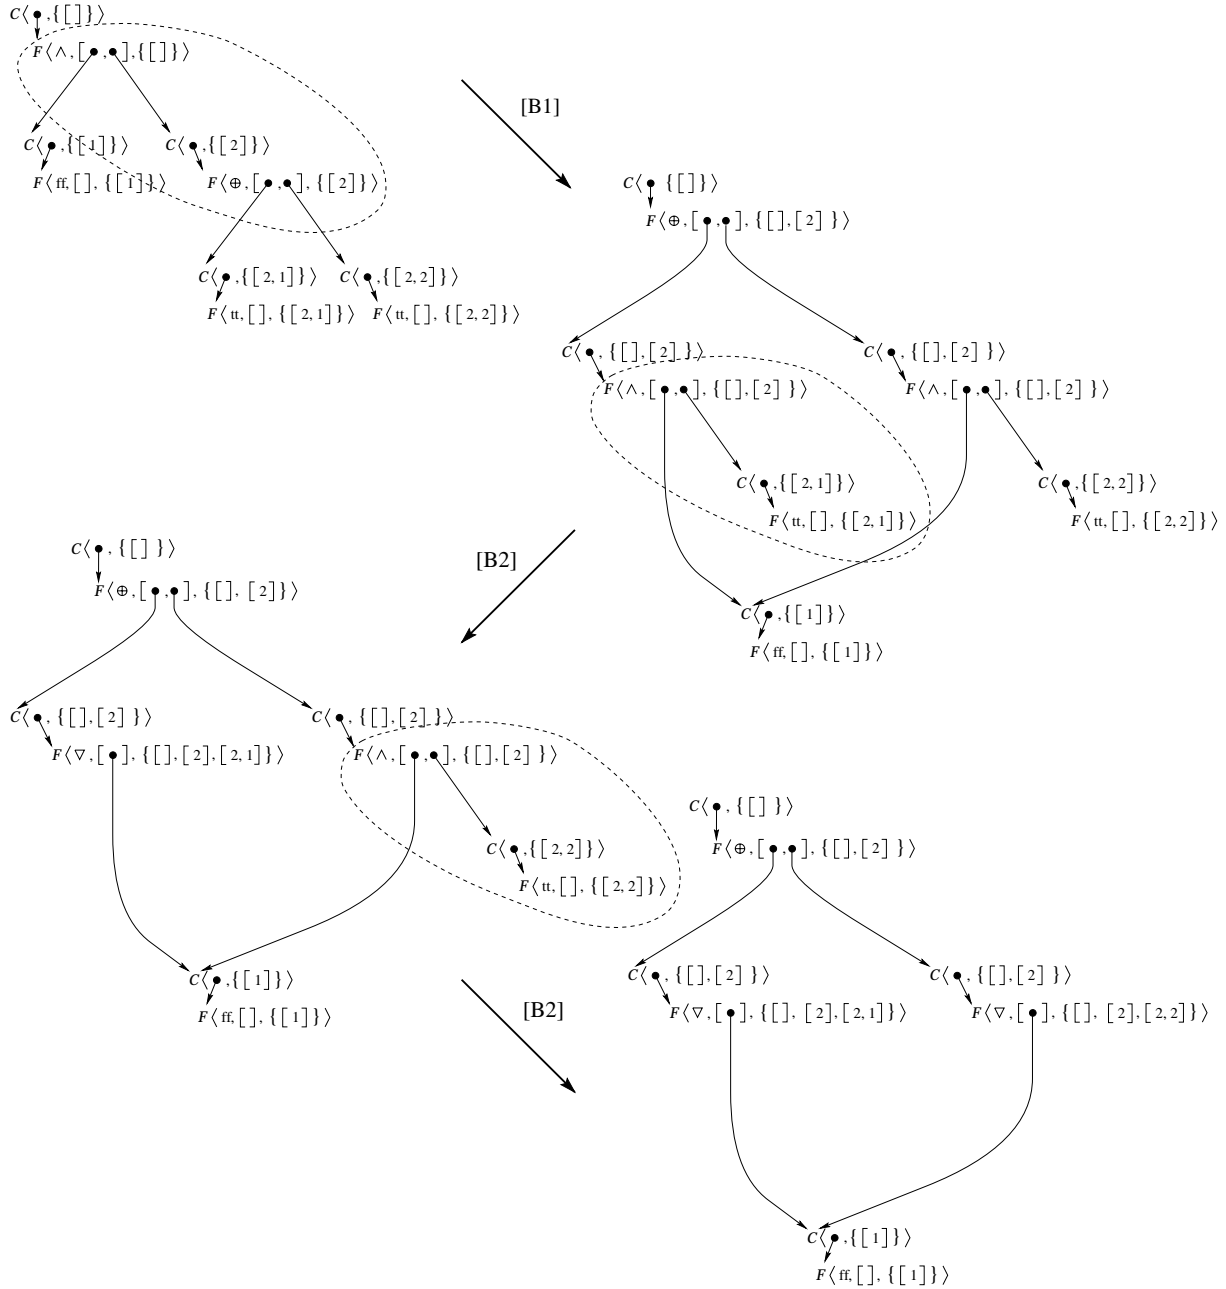 C⟨ • ,{[ ]}⟩
F⟨∧, [ • , • ],{[ ]}⟩
C⟨ • ,{[ 1]}⟩ C⟨ • ,{[ 2]}⟩
F⟨ff, [ ], {[ 1]}⟩ F⟨⊕, [ • , • ], {[ 2]}⟩
C⟨ • ,{[ 2, 1]}⟩ C⟨ • ,{[ 2, 2]}⟩
F⟨tt, [ ], {[ 2, 1]}⟩ F⟨tt, [ ], {[ 2, 2]}⟩
[B1]
C⟨ • {[ ]}⟩
F⟨⊕, [ • , • ], {[ ],[ 2] }⟩
C⟨ • , {[ ],[ 2] }⟩ C⟨ • , {[ ],[ 2] }⟩
F⟨∧, [ • , • ], {[ ],[ 2] }⟩ F⟨∧, [ • , • ], {[ ],[ 2] }⟩
C⟨ • ,{[ 2, 1]}⟩ C⟨ • ,{[ 2, 2]}⟩
F⟨tt, [ ], {[ 2, 1]}⟩ F⟨tt, [ ], {[ 2, 2]}⟩
C⟨ • ,{[ 1]}⟩
F⟨ff, [ ], {[ 1]}⟩
[B2]
C⟨ • , {[ ] }⟩
F⟨⊕, [ • , • ], {[ ], [ 2]}⟩
C⟨ • , {[ ],[ 2] }⟩ C⟨ • , {[ ],[ 2] }⟩
F⟨▽, [ • ], {[ ],[ 2],[ 2, 1]}⟩ F⟨∧, [ • , • ], {[ ],[ 2] }⟩
C⟨ • ,{[ 2, 2]}⟩
F⟨tt, [ ], {[ 2, 2]}⟩
C⟨ • ,{[ 1]}⟩
F⟨ff, [ ], {[ 1]}⟩
[B2]
C⟨ • , {[ ] }⟩
F⟨⊕, [ • , • ], {[ ],[ 2] }⟩
C⟨ • , {[ ],[ 2] }⟩ C⟨ • , {[ ],[ 2] }⟩
F⟨▽, [ • ], {[ ], [ 2],[ 2, 1]}⟩ F⟨▽, [ • ], {[ ], [ 2],[ 2, 2]}⟩
C⟨ • ,{[ 1]}⟩
F⟨ff, [ ], {[ 1]}⟩